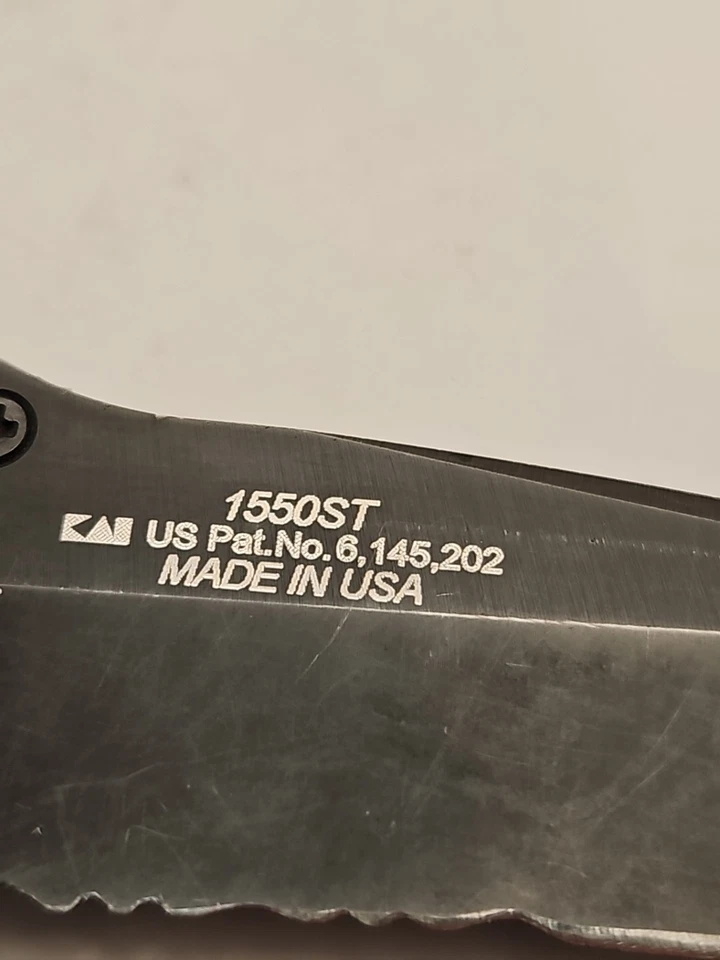 1550ST
KAI US Pat.No.6,145,202
MADE IN USA